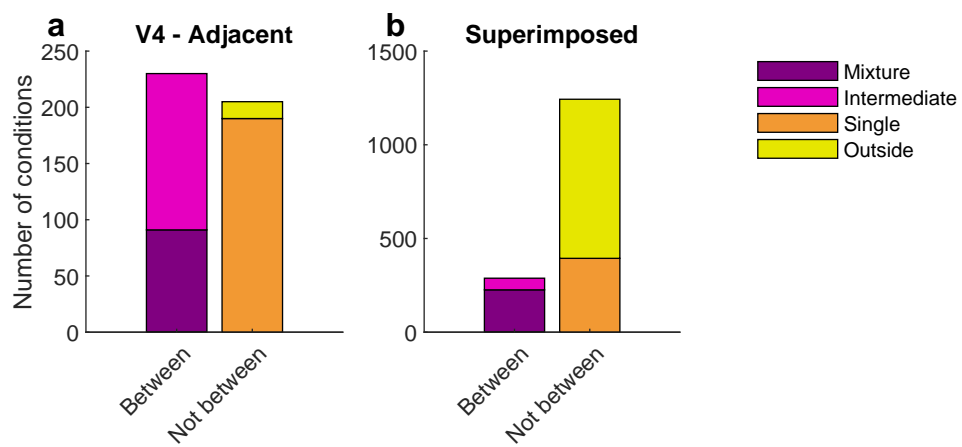 a
V4 - Adjacent
Number of conditions
250
200
150
100
50
0
Between
Not between
b
Superimposed
1500
1000
500
0
Between
Not between
Mixture
Intermediate
Single
Outside